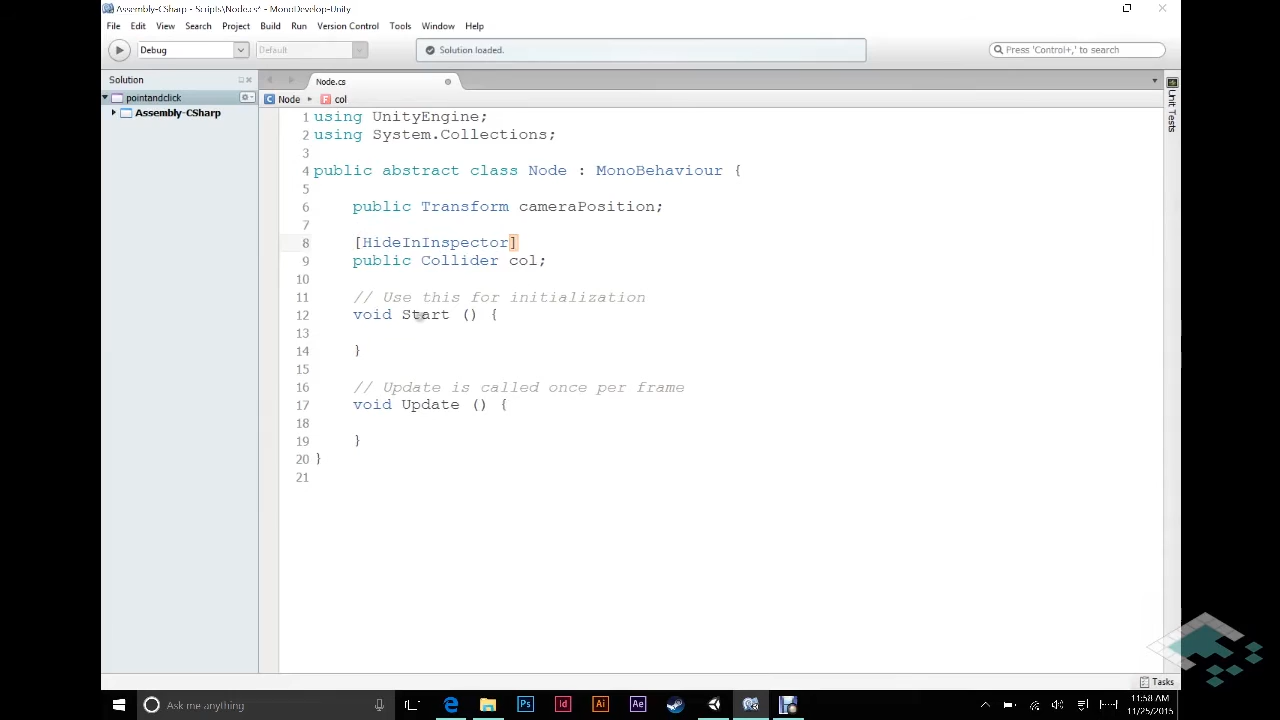 Assembly-CSharp - Scripts\Node.cs* - MonoDevelop-Unity
File Edit View Search Project Build Run Version Control Tools Window Help
Debug Default Solution loaded. Press 'Control+,' to search
Solution Node.cs
pointandclick Node col
Assembly-CSharp
Unit Tests
1 using UnityEngine;
2 using System.Collections;
3
4 public abstract class Node : MonoBehaviour {
5
6 public Transform cameraPosition;
7
8 [HideInInspector]
9 public Collider col;
10
11 // Use this for initialization
12 void Start () {
13
14 }
15
16 // Update is called once per frame
17 void Update () {
18
19 }
20 }
21
Tasks
Ask me anything
11:58 AM
11/25/2015